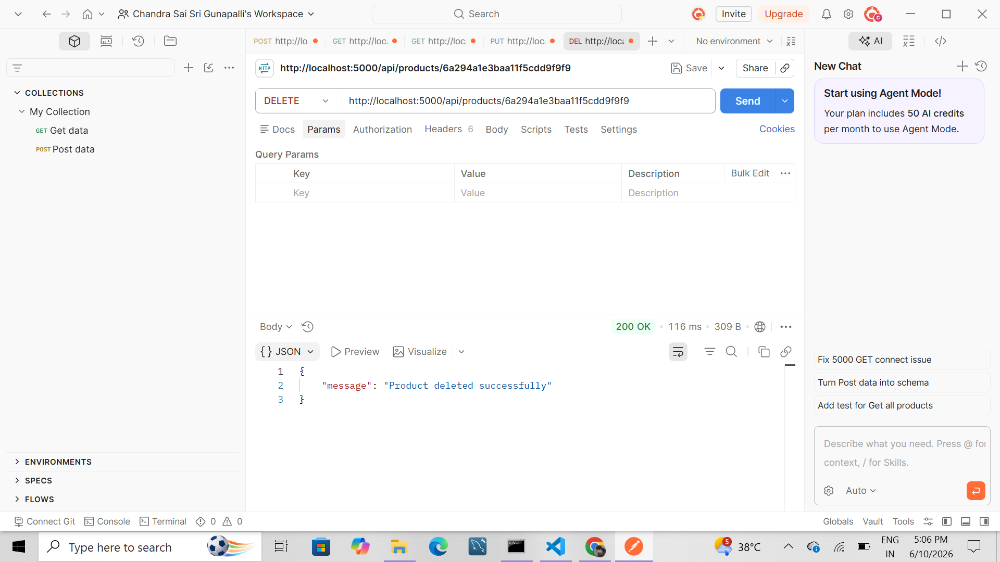 Chandra Sai Sri Gunapalli's Workspace
Search
Invite
Upgrade
C
POST http://lo
GET http://loc
GET http://loc
PUT http://loc
DEL http://loca
No environment
AI
HTTP
http://localhost:5000/api/products/6a294a1e3baa11f5cdd9f9f9
Save
Share
New Chat
Start using Agent Mode!
Your plan includes 50 AI credits
per month to use Agent Mode.
COLLECTIONS
My Collection
GET Get data
POST Post data
DELETE
http://localhost:5000/api/products/6a294a1e3baa11f5cdd9f9f9
Send
Docs
Params
Authorization
Headers 6
Body
Scripts
Tests
Settings
Cookies
Query Params
Key
Value
Description
Bulk Edit
Key
Value
Description
Body
200 OK
116 ms
309 B
{} JSON
Preview
Visualize
1 {
2 "message": "Product deleted successfully"
3 }
Fix 5000 GET connect issue
Turn Post data into schema
Add test for Get all products
Describe what you need. Press @ for
context, / for Skills.
Auto
ENVIRONMENTS
SPECS
FLOWS
Connect Git
Console
Terminal
0
0
Globals
Vault
Tools
Type here to search
5
38°C
ENG
IN
5:06 PM
6/10/2026